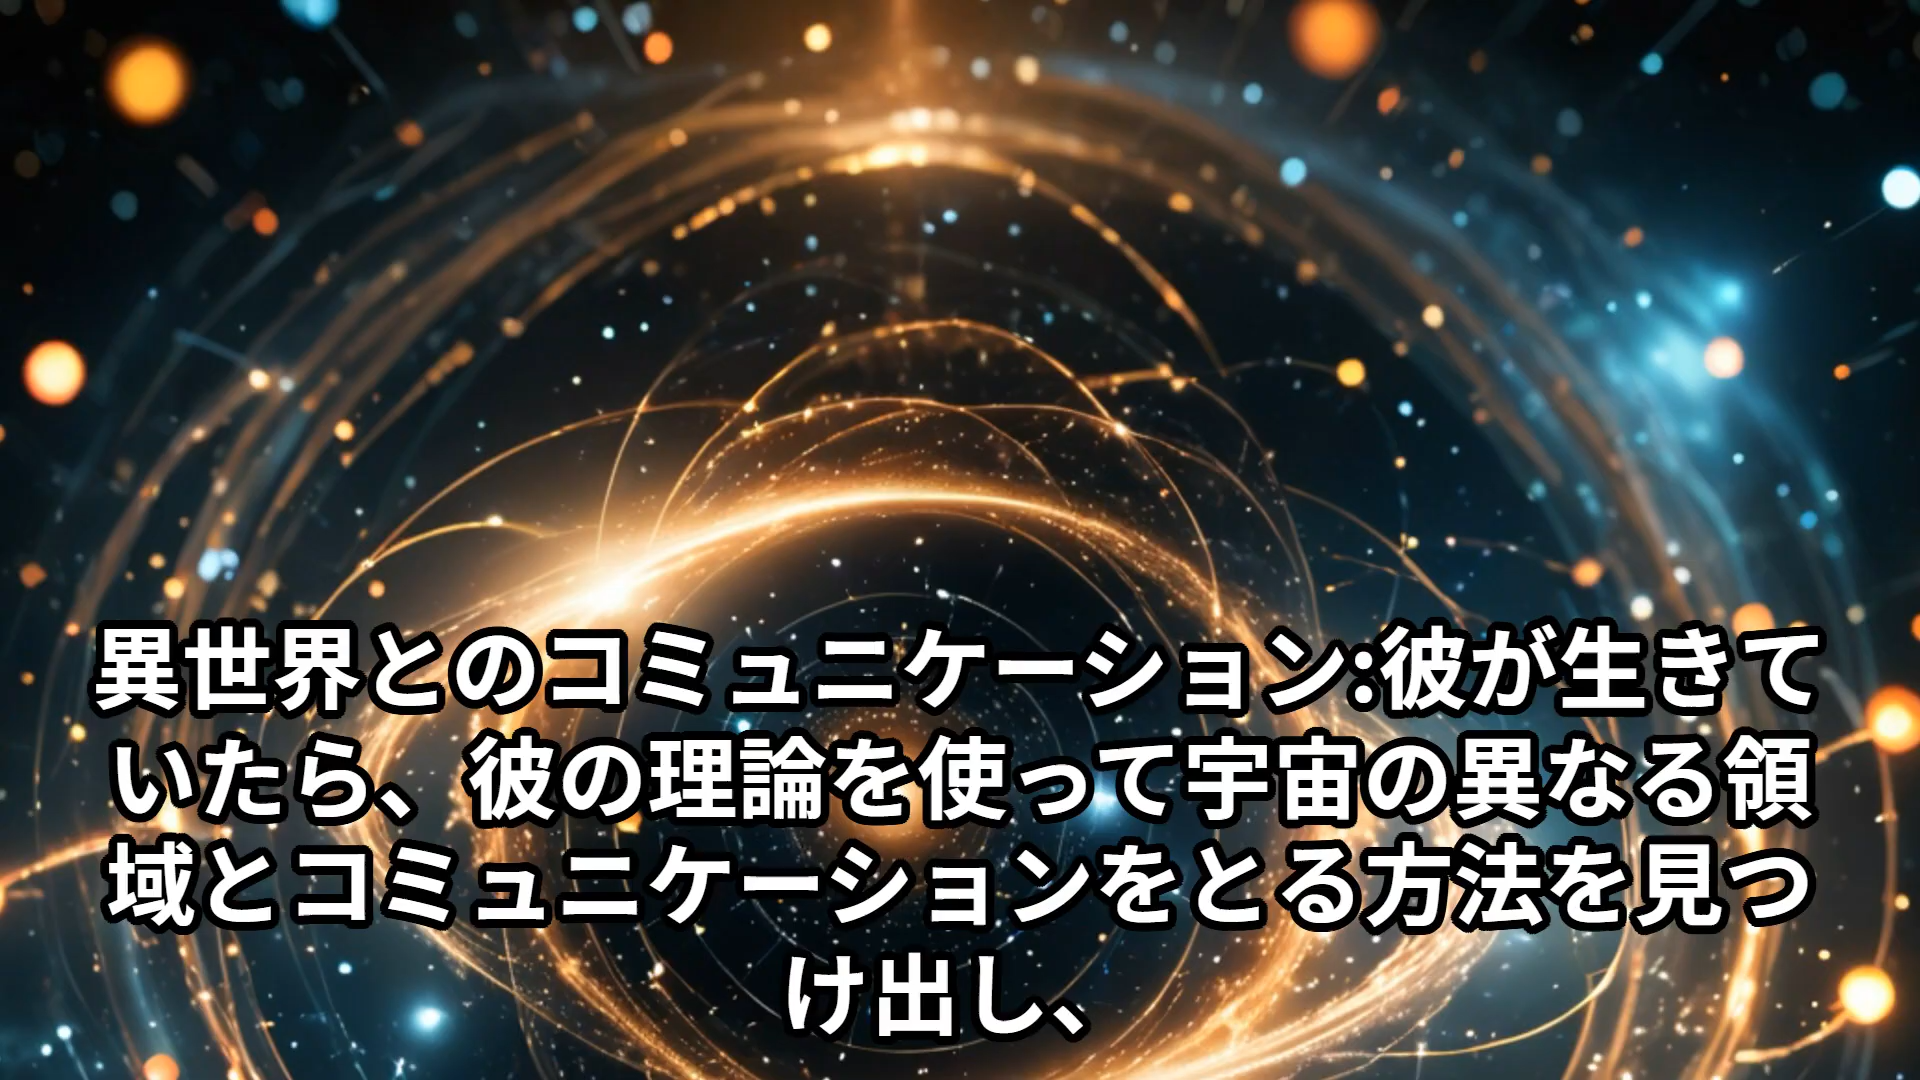 異世界とのコミュニケーション:彼が生きて
いたら、彼の理論を使って宇宙の異なる領
域とコミュニケーションをとる方法を見つ
け出し、